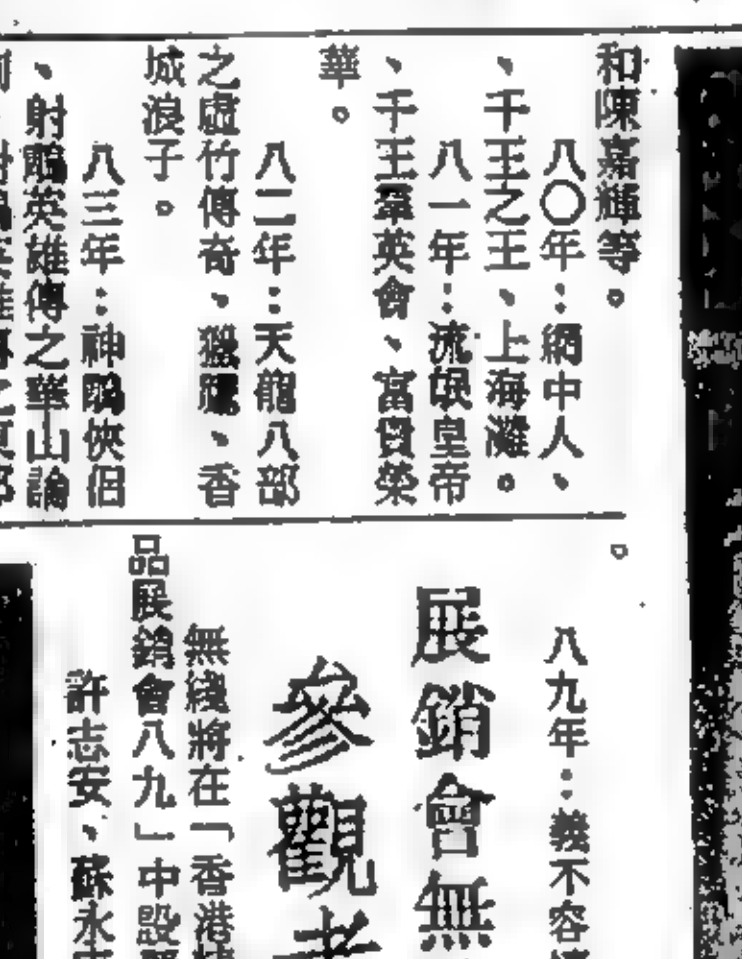 和陳嘉輝等。
八〇年：網中人、
、千王之王、上海灘。
八一年：流氓皇帝
、千王羣英會、富貴榮
華。
八二年：天龍八部
之虛竹傳奇、獵鷹、香
城浪子。
八三年：神鵰俠侶
、射鵰英雄傳之華山論
。
八九年：義不容
展銷會無
參觀者
無綫將在「香港
品展銷會八九」中設
許志安、蘇永